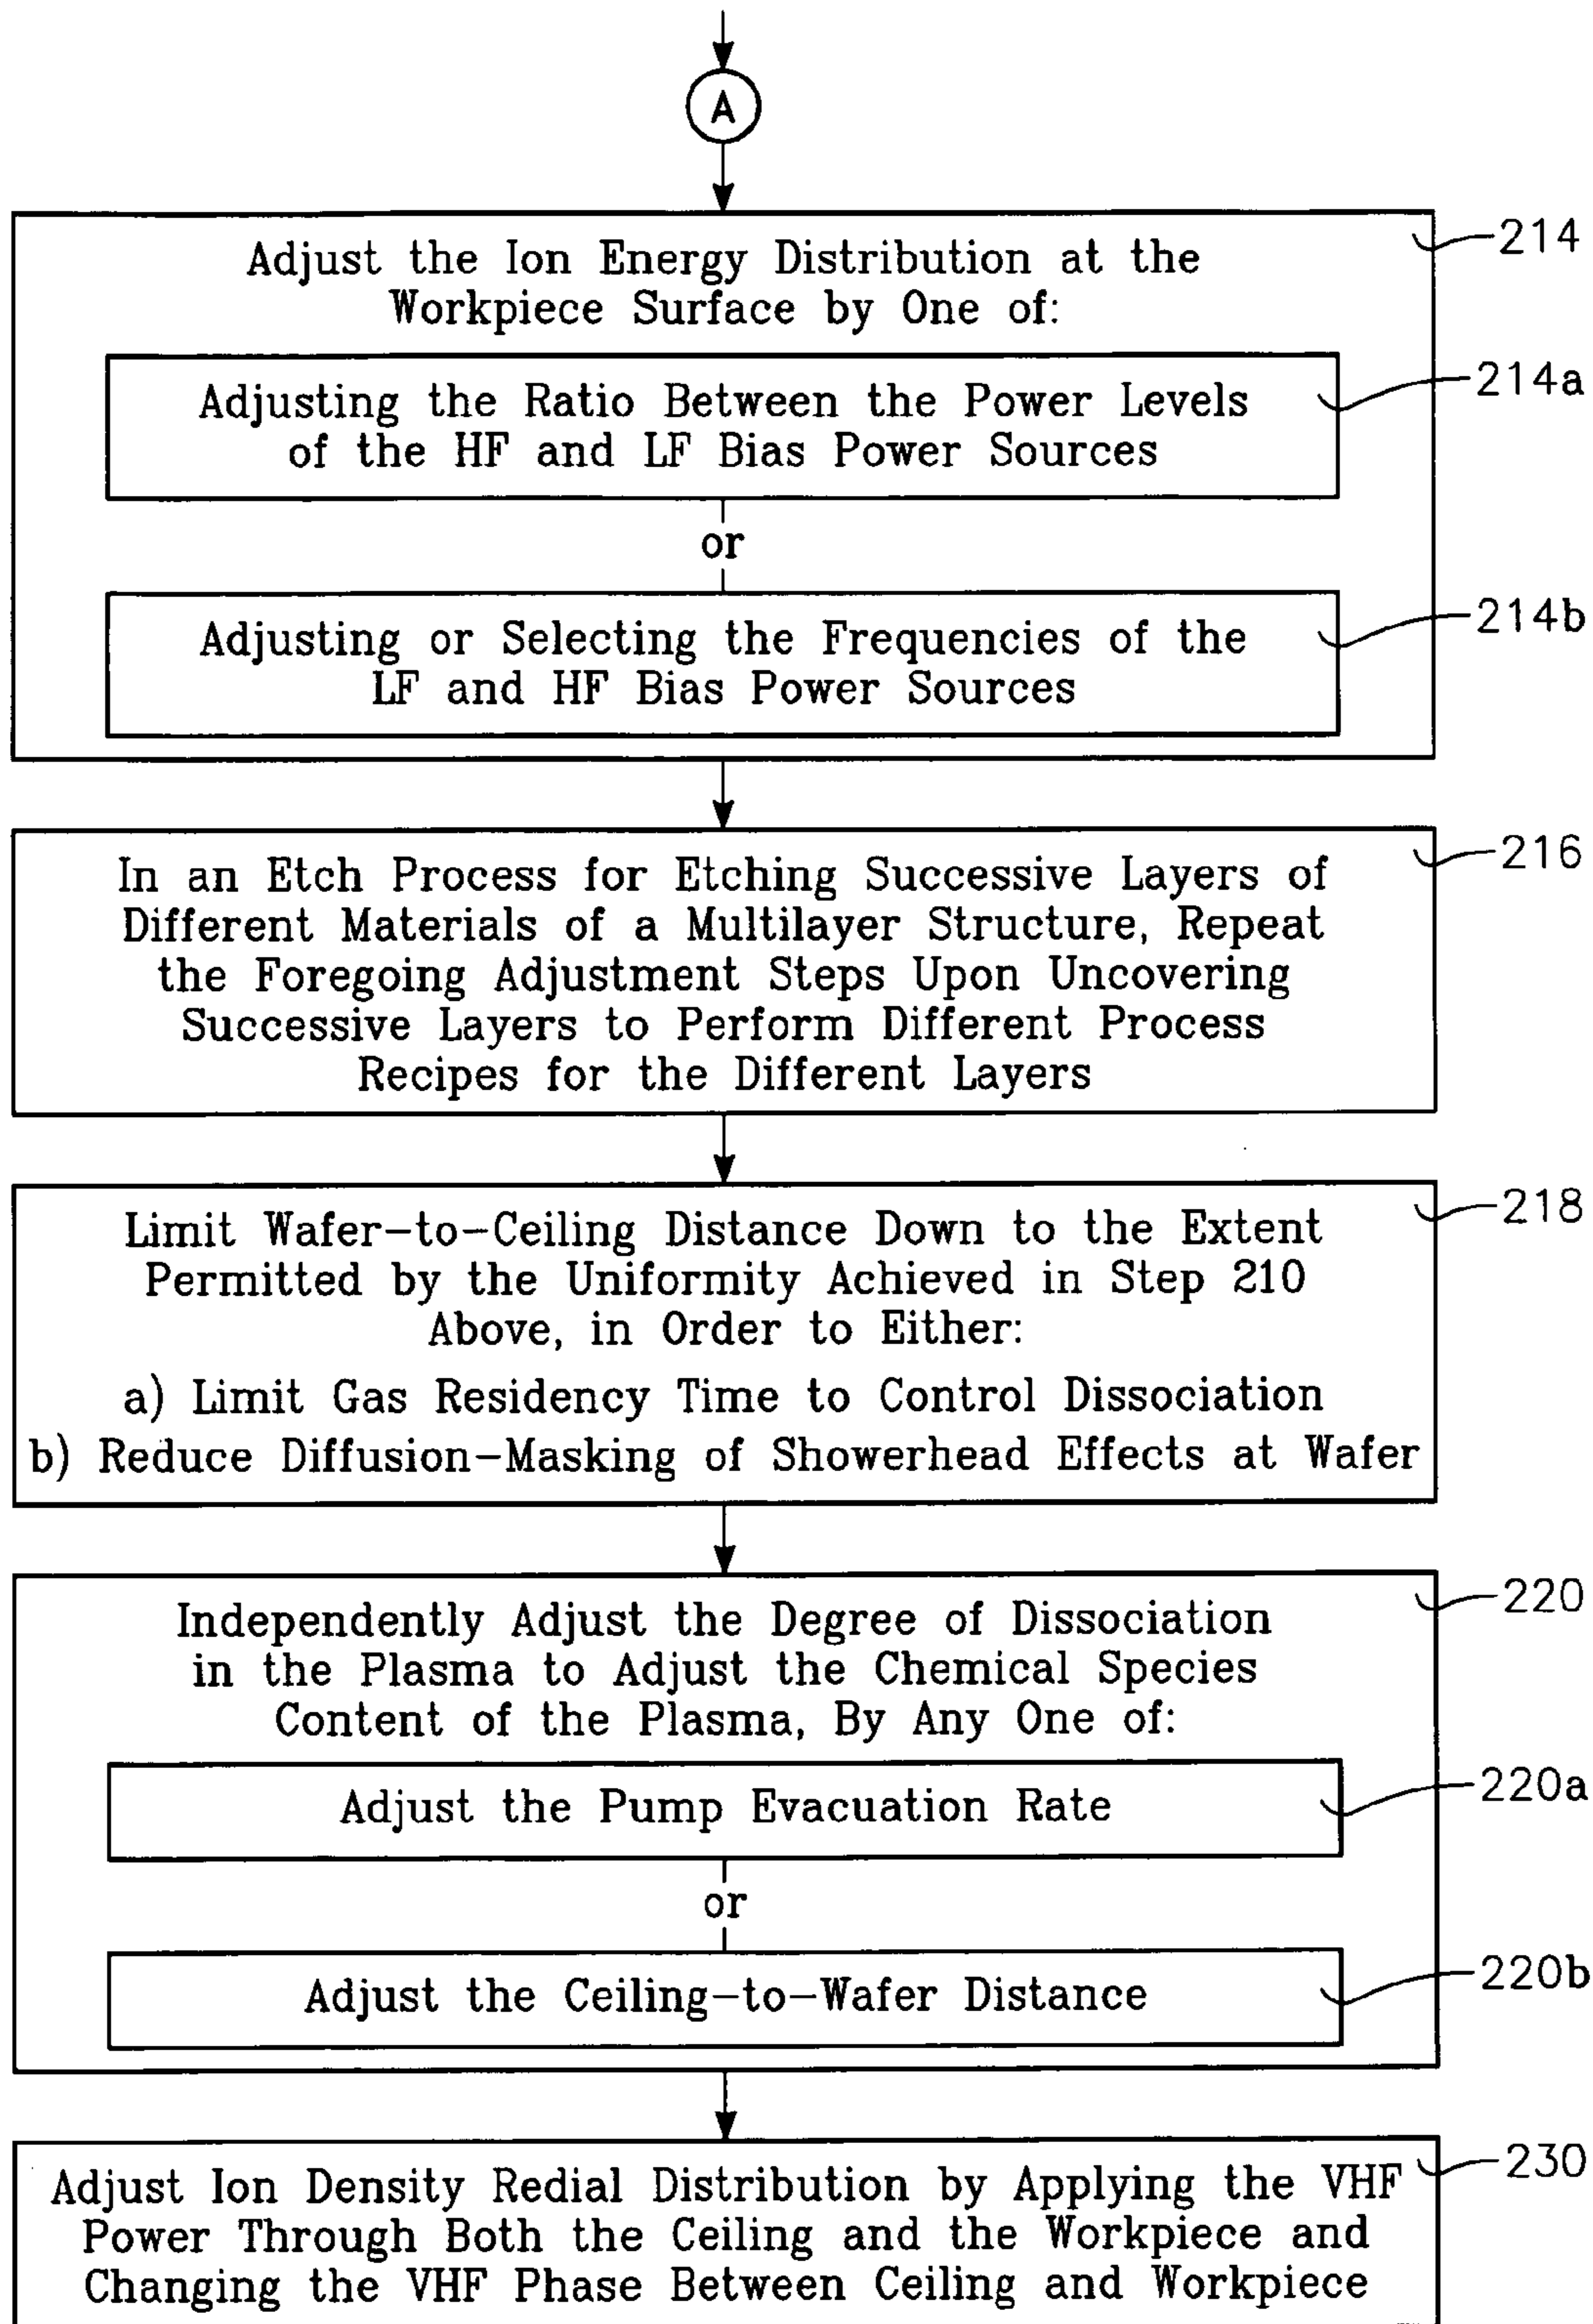 A
214
Adjust the Ion Energy Distribution at the
Workpiece Surface by One of:
214a
Adjusting the Ratio Between the Power Levels
of the HF and LF Bias Power Sources
or
214b
Adjusting or Selecting the Frequencies of the
LF and HF Bias Power Sources
216
In an Etch Process for Etching Successive Layers of
Different Materials of a Multilayer Structure, Repeat
the Foregoing Adjustment Steps Upon Uncovering
Successive Layers to Perform Different Process
Recipes for the Different Layers
218
Limit Wafer-to-Ceiling Distance Down to the Extent
Permitted by the Uniformity Achieved in Step 210
Above, in Order to Either:
a) Limit Gas Residency Time to Control Dissociation
b) Reduce Diffusion-Masking of Showerhead Effects at Wafer
220
Independently Adjust the Degree of Dissociation
in the Plasma to Adjust the Chemical Species
Content of the Plasma, By Any One of:
220a
Adjust the Pump Evacuation Rate
or
220b
Adjust the Ceiling-to-Wafer Distance
230
Adjust Ion Density Redial Distribution by Applying the VHF
Power Through Both the Ceiling and the Workpiece and
Changing the VHF Phase Between Ceiling and Workpiece